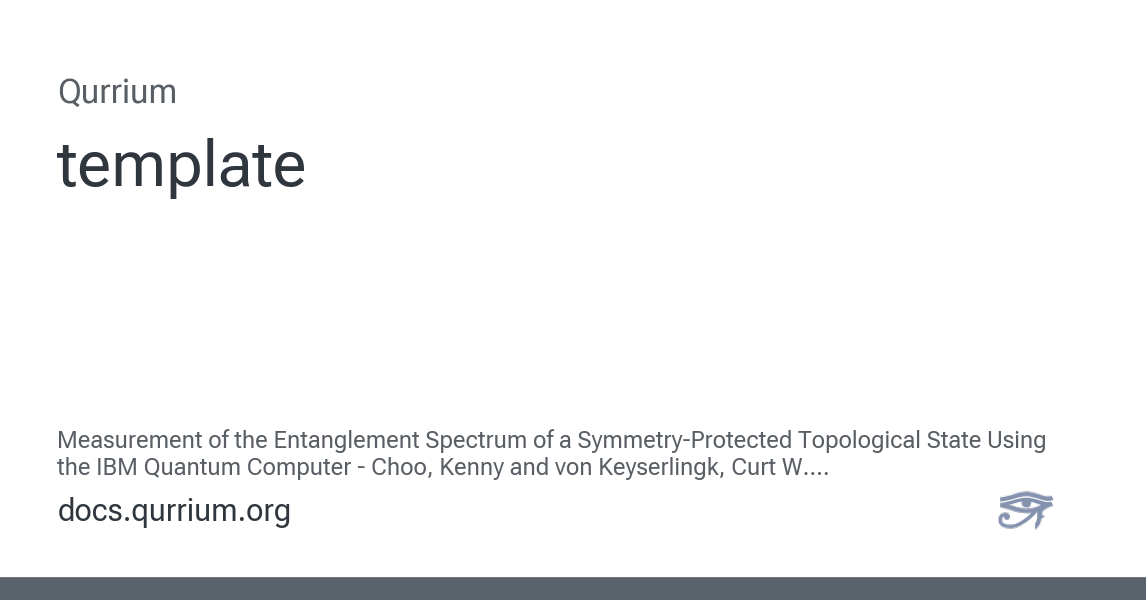 Qurrium
template
Measurement of the Entanglement Spectrum of a Symmetry-Protected Topological State Using
the IBM Quantum Computer - Choo, Kenny and von Keyserlingk, Curt W....
docs.qurrium.org